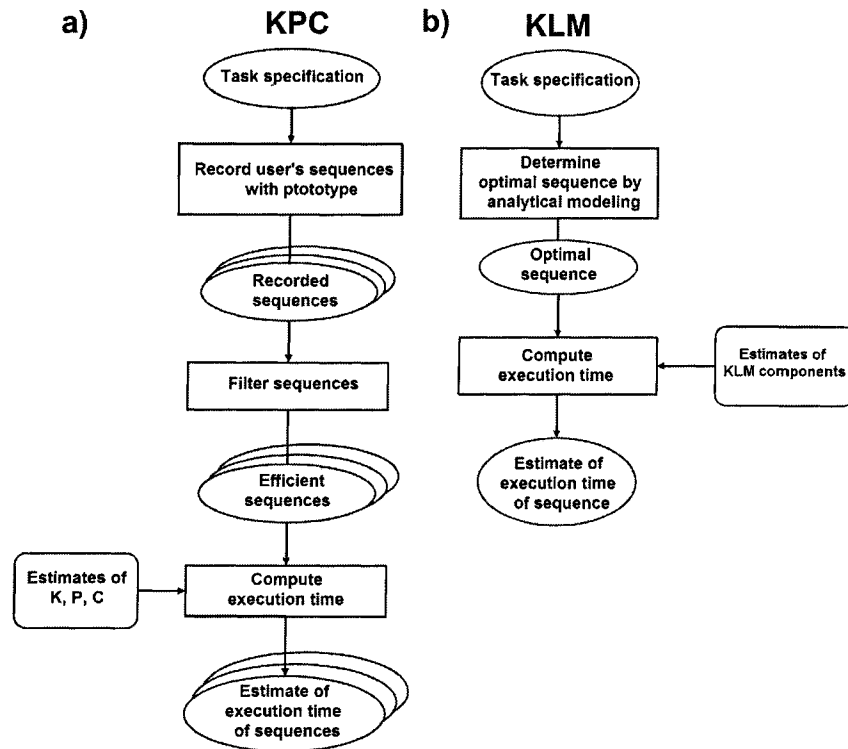 a)
KPC
Task specification
Record user's sequences
with ptototype
Recorded
sequences
Filter sequences
Efficient
sequences
Estimates of
K, P, C
Compute
execution time
Estimate of
execution time
of sequences
b)
KLM
Task specification
Determine
optimal sequence by
analytical modeling
Optimal
sequence
Compute
execution time
Estimates of
KLM components
Estimate of
execution time
of sequence